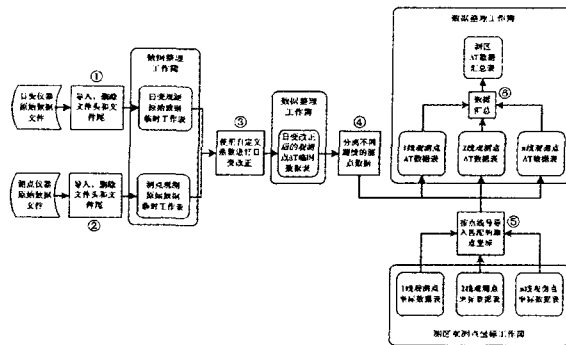 数据整理工作簿
测区
ΔT数据
汇总表
⑥
数据
汇总
1线观测点
ΔT数据表
2线观测点
ΔT数据表
n线观测点
ΔT数据表
①
日变仪器
原始数据
文件
导入、删除
文件头和文
件尾
数据整理
工作簿
日变观测
原始数据
临时工作表
③
使用自定义
函数进行日
变改正
数据整理
工作簿
日变改正
后的观测
点ΔT临时
数据表
④
分离不同
测线的测
点数据
测点仪器
原始数据
文件
导入、删除
文件头和文
件尾
②
测点观测
原始数据
临时工作表
⑤
按点线号导
入匹配的测
点坐标
1线观测点
坐标数据表
2线观测点
坐标数据表
n线观测点
坐标数据表
测区观测点坐标工作簿